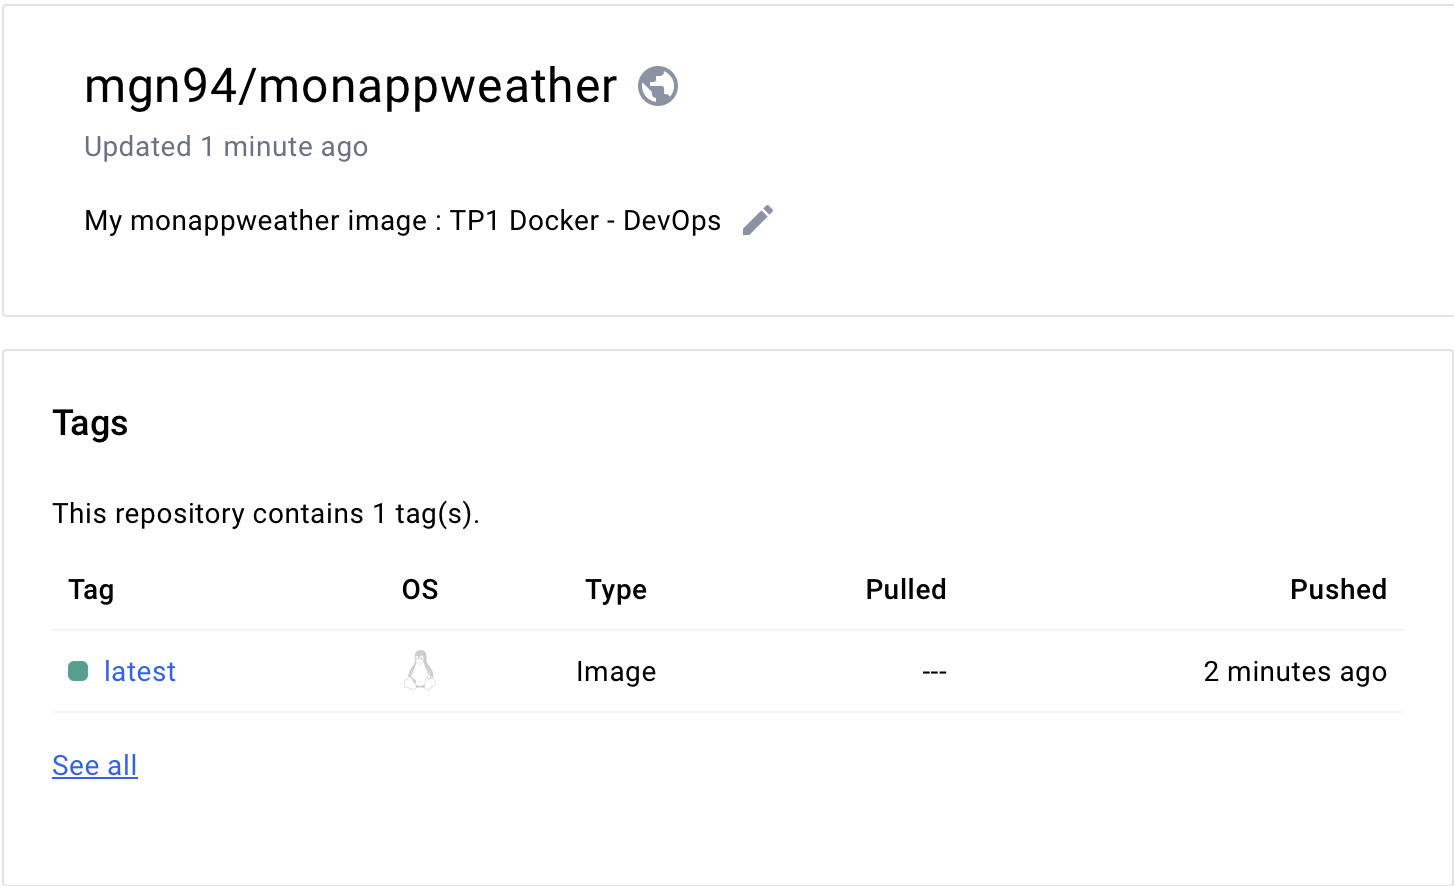 mgn94/monappweather
Updated 1 minute ago
My monappweather image : TP1 Docker - DevOps
Tags
This repository contains 1 tag(s).
Tag OS Type Pulled Pushed
latest Image --- 2 minutes ago
See all